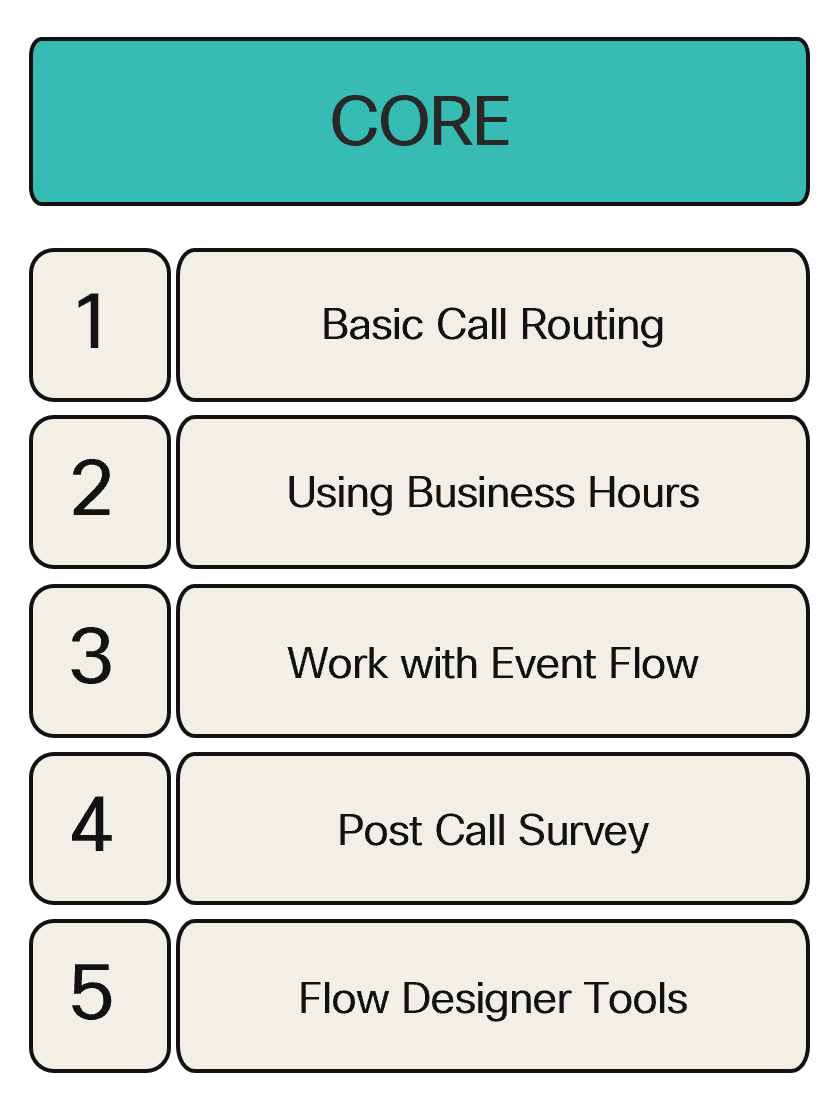 CORE
1
Basic Call Routing
2
Using Business Hours
3
Work with Event Flow
4
Post Call Survey
5
Flow Designer Tools